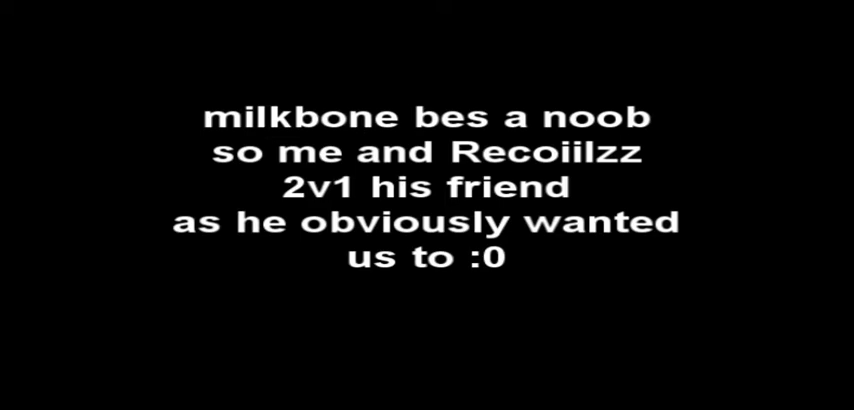 milkbone bes a noob
so me and Recoiilzz
2v1 his friend
as he obviously wanted
us to :0